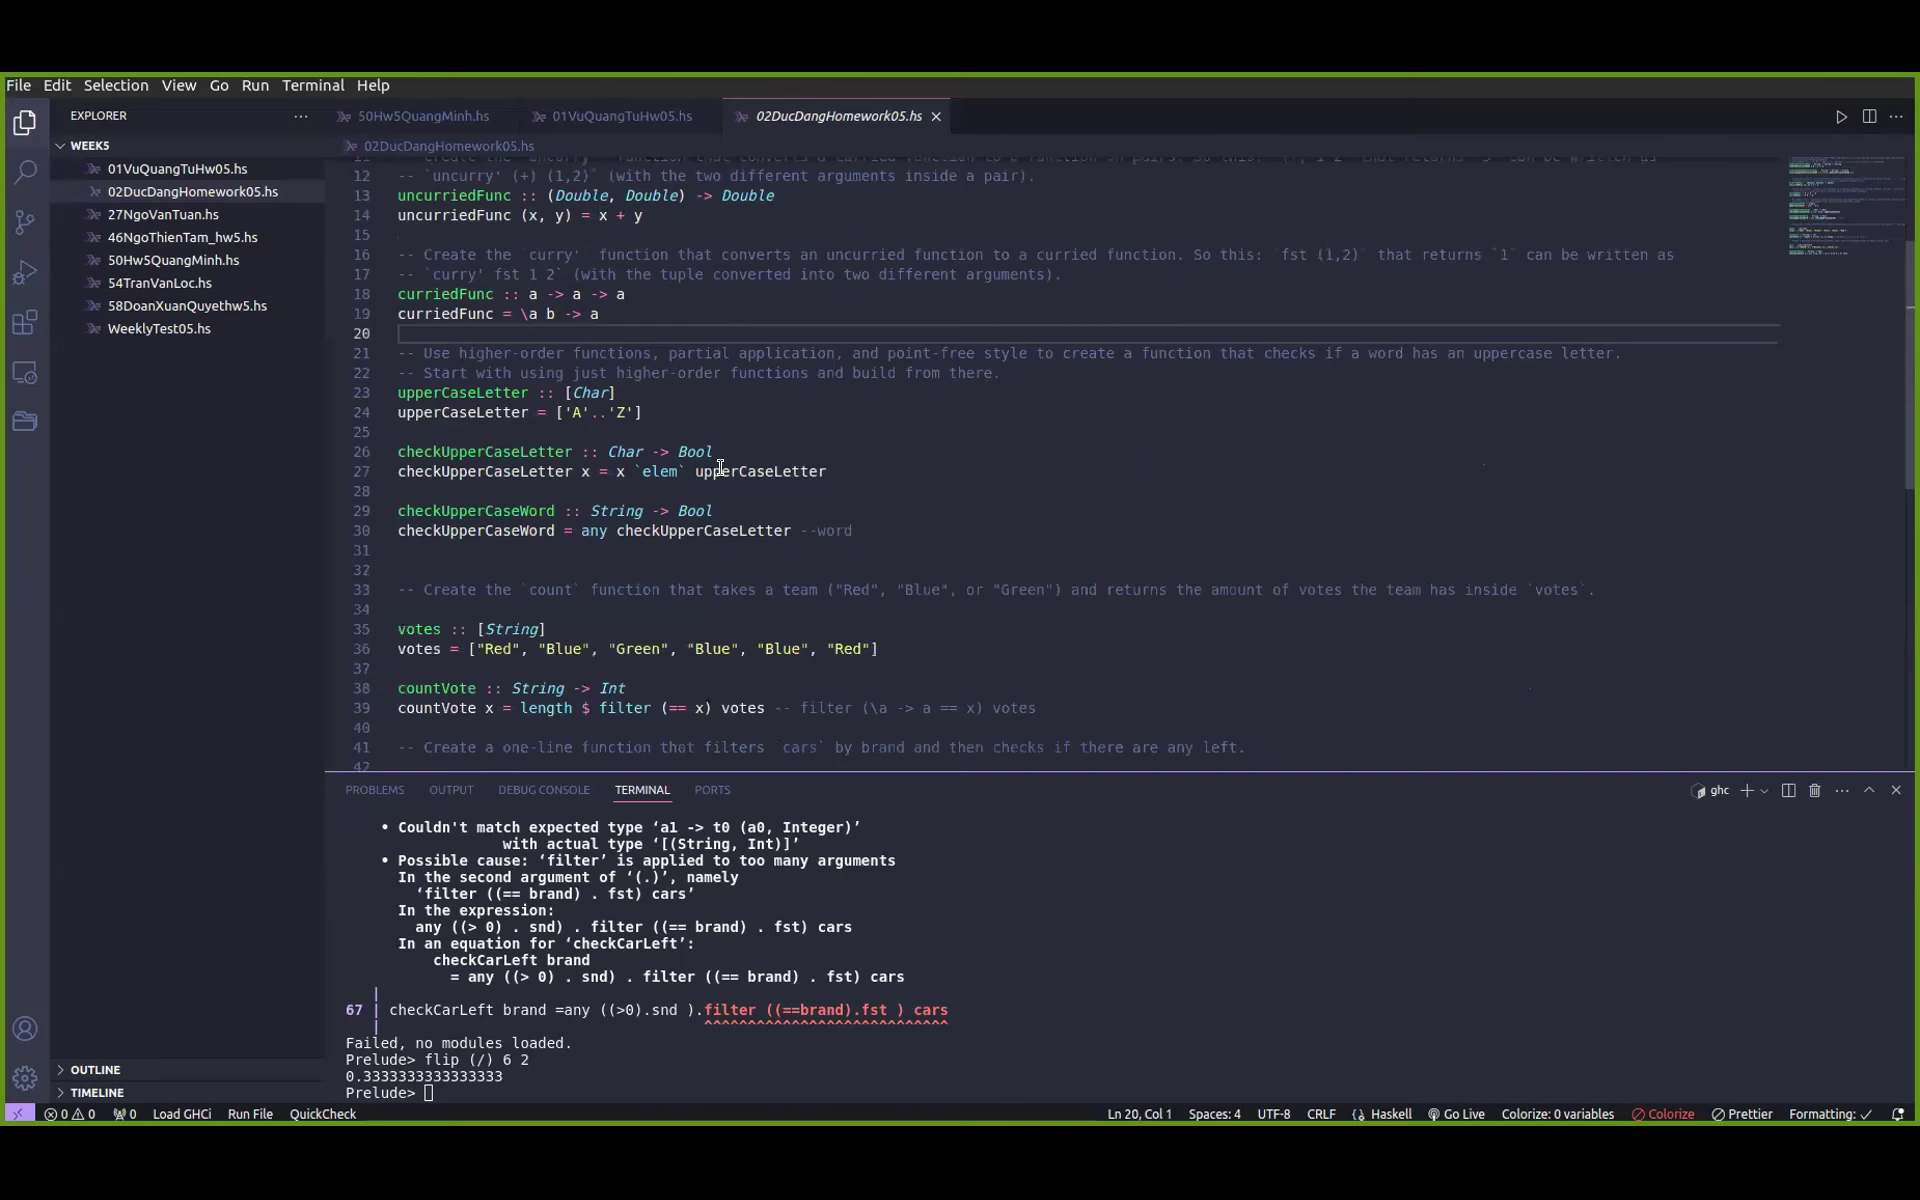 File Edit Selection View Go Run Terminal Help
EXPLORER
WEEK5
01VuQuangTuHw05.hs
02DucDangHomework05.hs
27NgoVanTuan.hs
46NgoThienTam_hw5.hs
50Hw5QuangMinh.hs
54TranVanLoc.hs
58DoanXuanQuyethw5.hs
WeeklyTest05.hs
OUTLINE
TIMELINE
50Hw5QuangMinh.hs 01VuQuangTuHw05.hs 02DucDangHomework05.hs
02DucDangHomework05.hs
12 -- `uncurry' (+) (1,2)` (with the two different arguments inside a pair).
13 uncurriedFunc :: (Double, Double) -> Double
14 uncurriedFunc (x, y) = x + y
15
16 -- Create the `curry'` function that converts an uncurried function to a curried function. So this: `fst (1,2)` that returns `1` can be written as
17 -- `curry' fst 1 2` (with the tuple converted into two different arguments).
18 curriedFunc :: a -> a -> a
19 curriedFunc = \a b -> a
20
21 -- Use higher-order functions, partial application, and point-free style to create a function that checks if a word has an uppercase letter.
22 -- Start with using just higher-order functions and build from there.
23 upperCaseLetter :: [Char]
24 upperCaseLetter = ['A'..'Z']
25
26 checkUpperCaseLetter :: Char -> Bool
27 checkUpperCaseLetter x = x `elem` upperCaseLetter
28
29 checkUpperCaseWord :: String -> Bool
30 checkUpperCaseWord = any checkUpperCaseLetter --word
31
32
33 -- Create the `count` function that takes a team ("Red", "Blue", or "Green") and returns the amount of votes the team has inside `votes`.
34
35 votes :: [String]
36 votes = ["Red", "Blue", "Green", "Blue", "Blue", "Red"]
37
38 countVote :: String -> Int
39 countVote x = length $ filter (== x) votes -- filter (\a -> a == x) votes
40
41 -- Create a one-line function that filters `cars` by brand and then checks if there are any left.
42
PROBLEMS OUTPUT DEBUG CONSOLE TERMINAL PORTS
ghc
• Couldn't match expected type ‘a1 -> t0 (a0, Integer)’
with actual type ‘[(String, Int)]’
• Possible cause: ‘filter’ is applied to too many arguments
In the second argument of ‘(.)’, namely
‘filter ((== brand) . fst) cars’
In the expression:
any ((> 0) . snd) . filter ((== brand) . fst) cars
In an equation for ‘checkCarLeft’:
checkCarLeft brand
= any ((> 0) . snd) . filter ((== brand) . fst) cars
|
67 | checkCarLeft brand =any ((>0).snd ).filter ((==brand).fst ) cars
| ^^^^^^^^^^^^^^^^^^^^^^^^^^^^
Failed, no modules loaded.
Prelude> flip (/) 6 2
0.3333333333333333
Prelude>
0 0 0 Load GHCi Run File QuickCheck Ln 20, Col 1 Spaces: 4 UTF-8 CRLF Haskell Go Live Colorize: 0 variables Colorize Prettier Formatting: